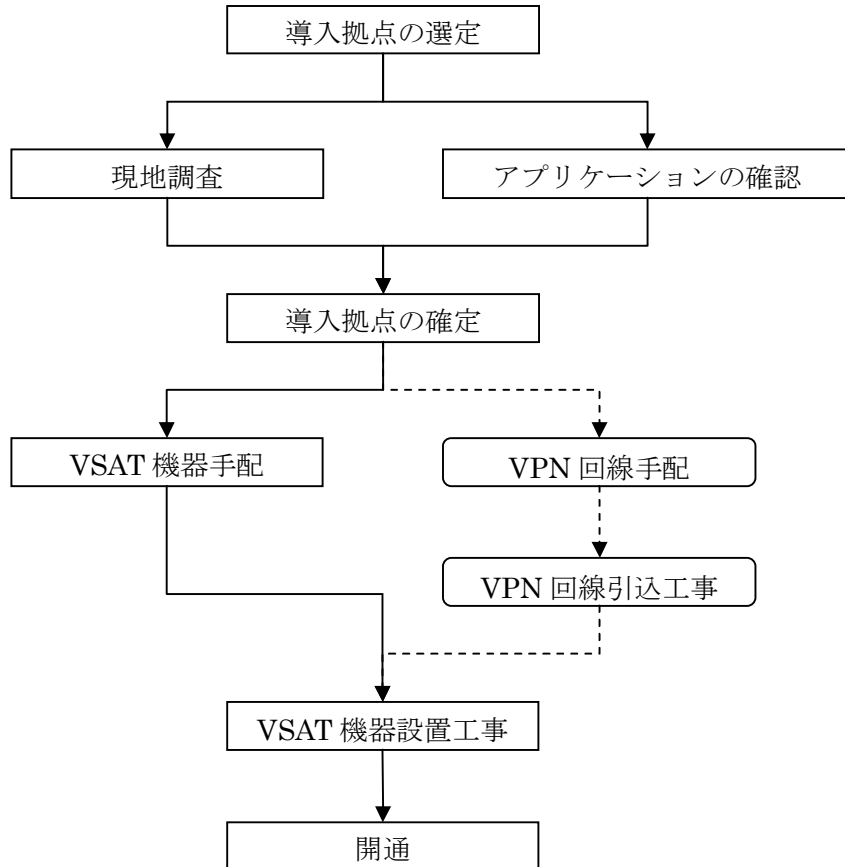 導入拠点の選定
現地調査
アプリケーションの確認
導入拠点の確定
VSAT 機器手配
VPN 回線手配
VPN 回線引込工事
VSAT 機器設置工事
開通